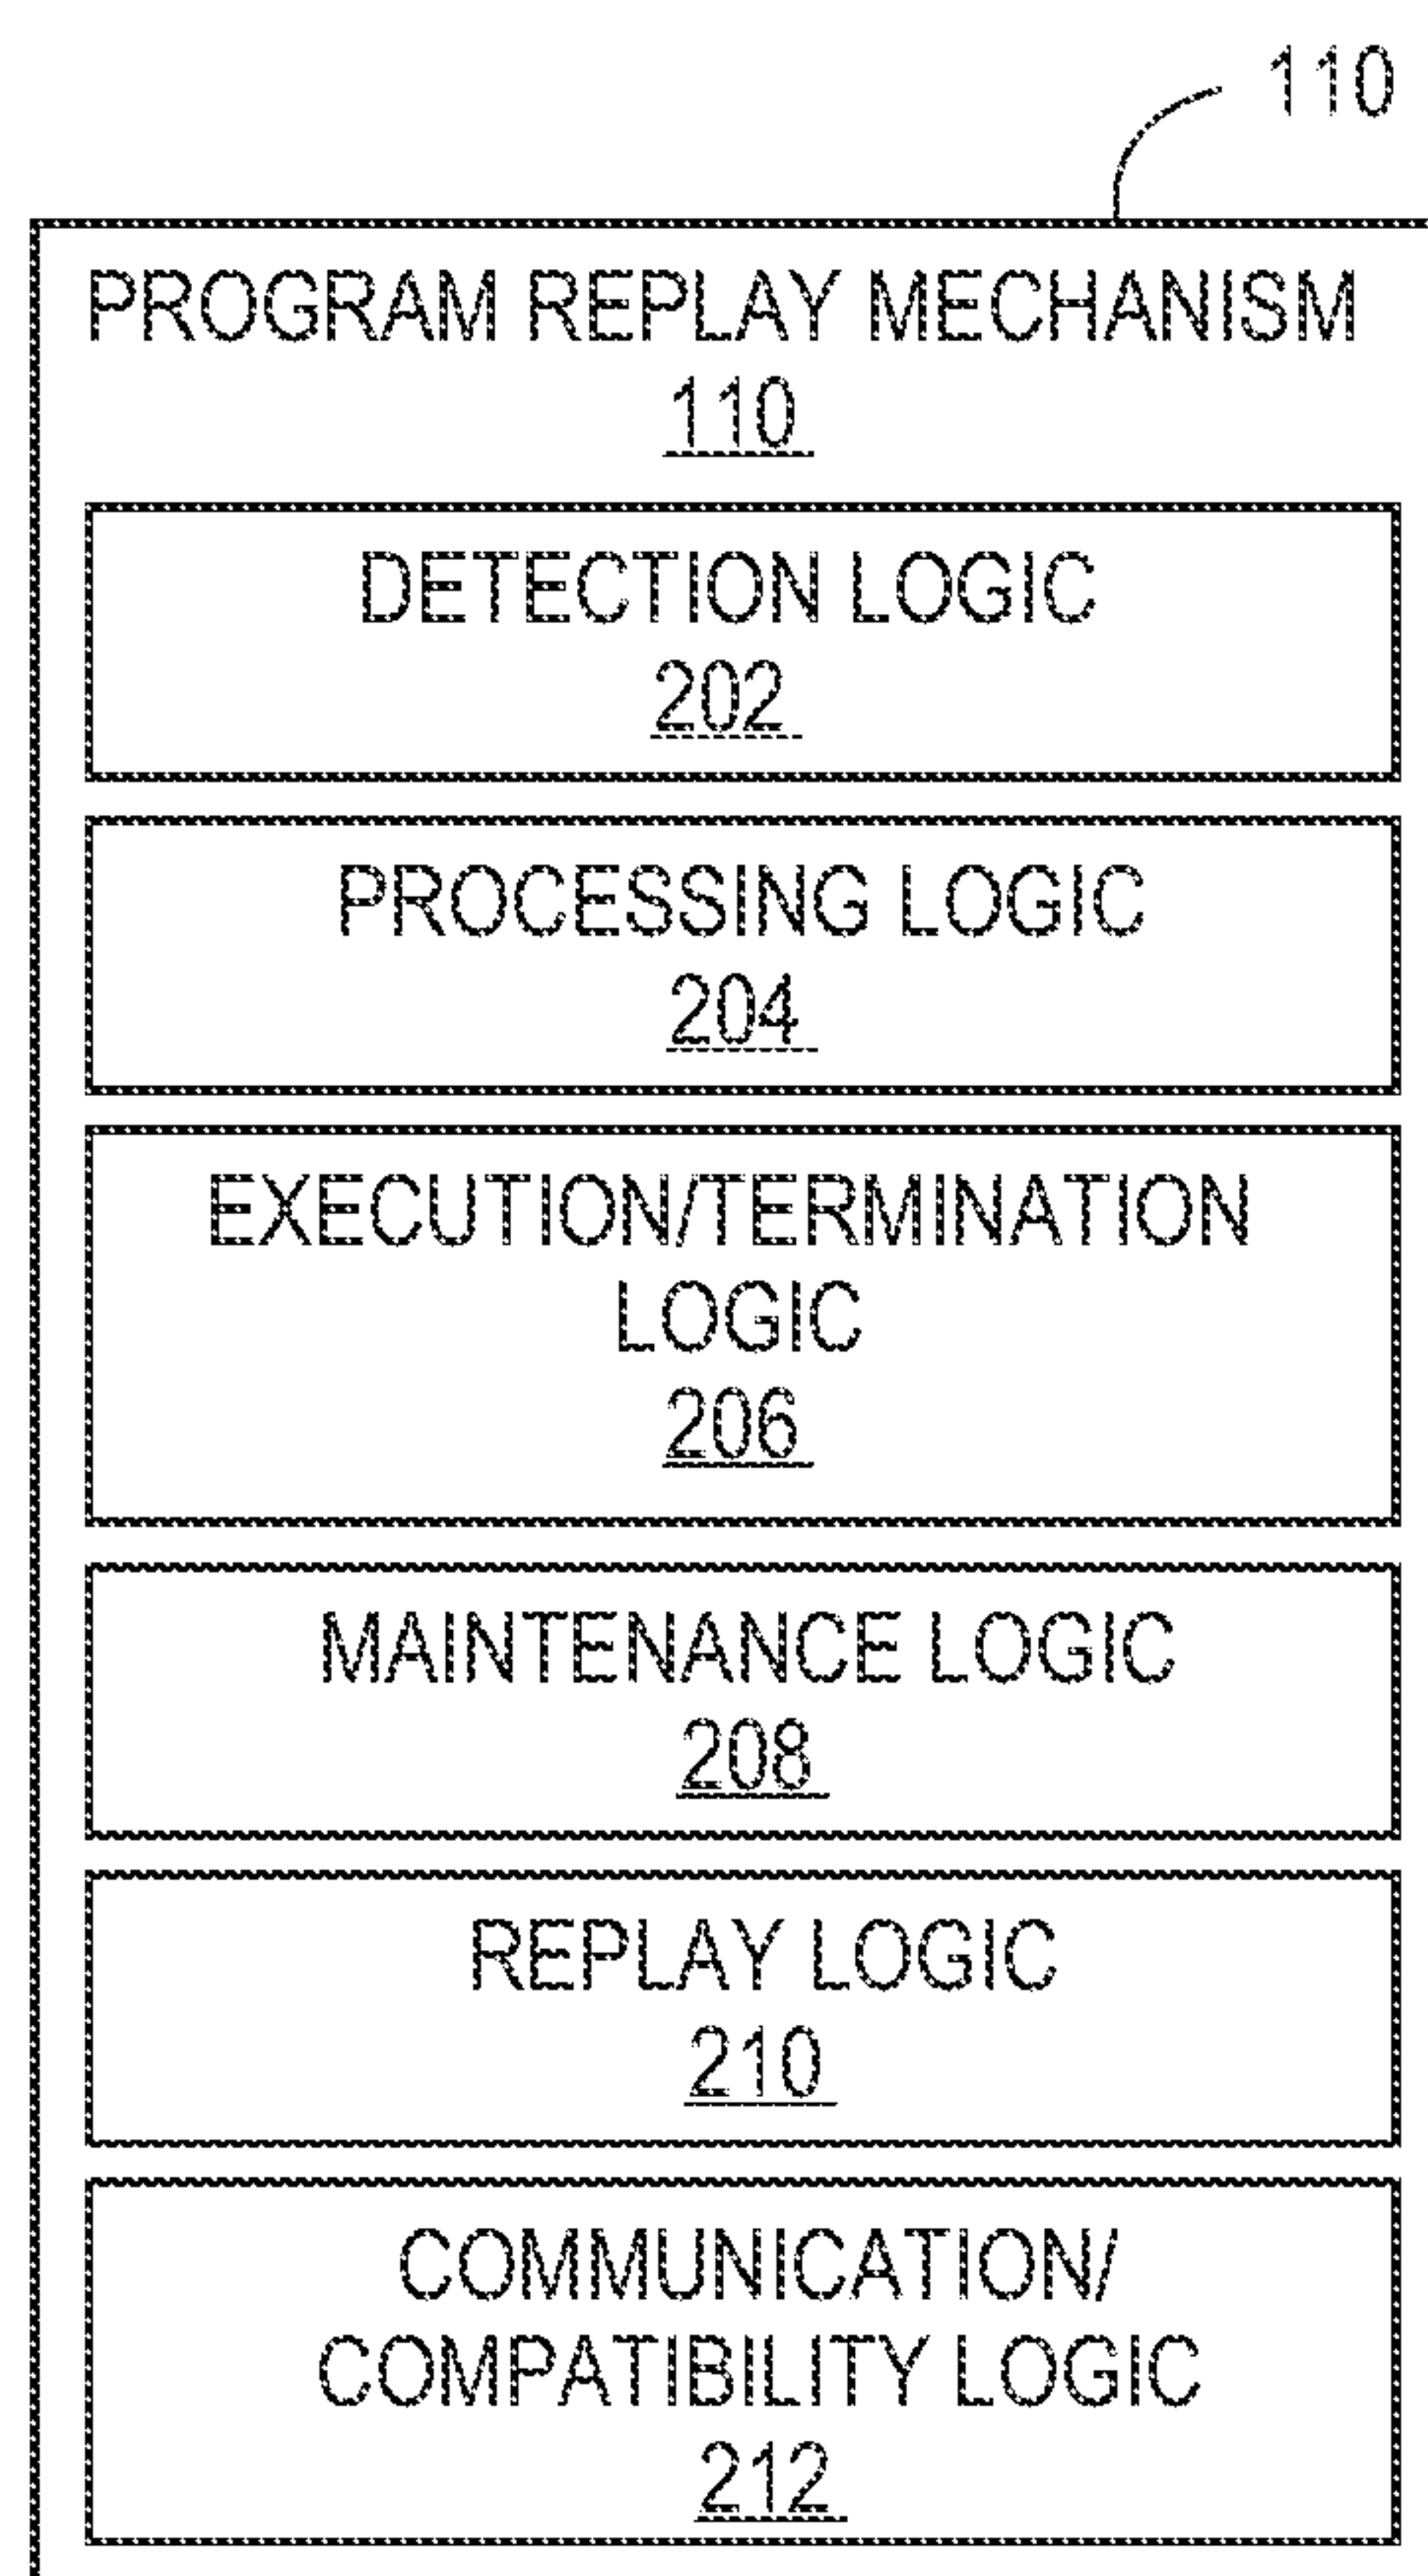 110
PROGRAM REPLAY MECHANISM
110
DETECTION LOGIC
202
PROCESSING LOGIC
204
EXECUTION/TERMINATION
LOGIC
206
MAINTENANCE LOGIC
208
REPLAY LOGIC
210
COMMUNICATION/
COMPATIBILITY LOGIC
212